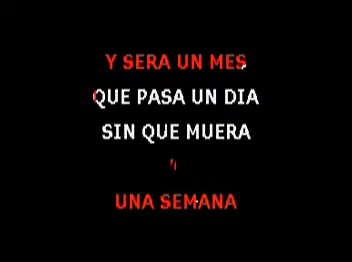 Y SERA UN MES
QUE PASA UN DIA
SIN QUE MUERA
UNA SEMANA